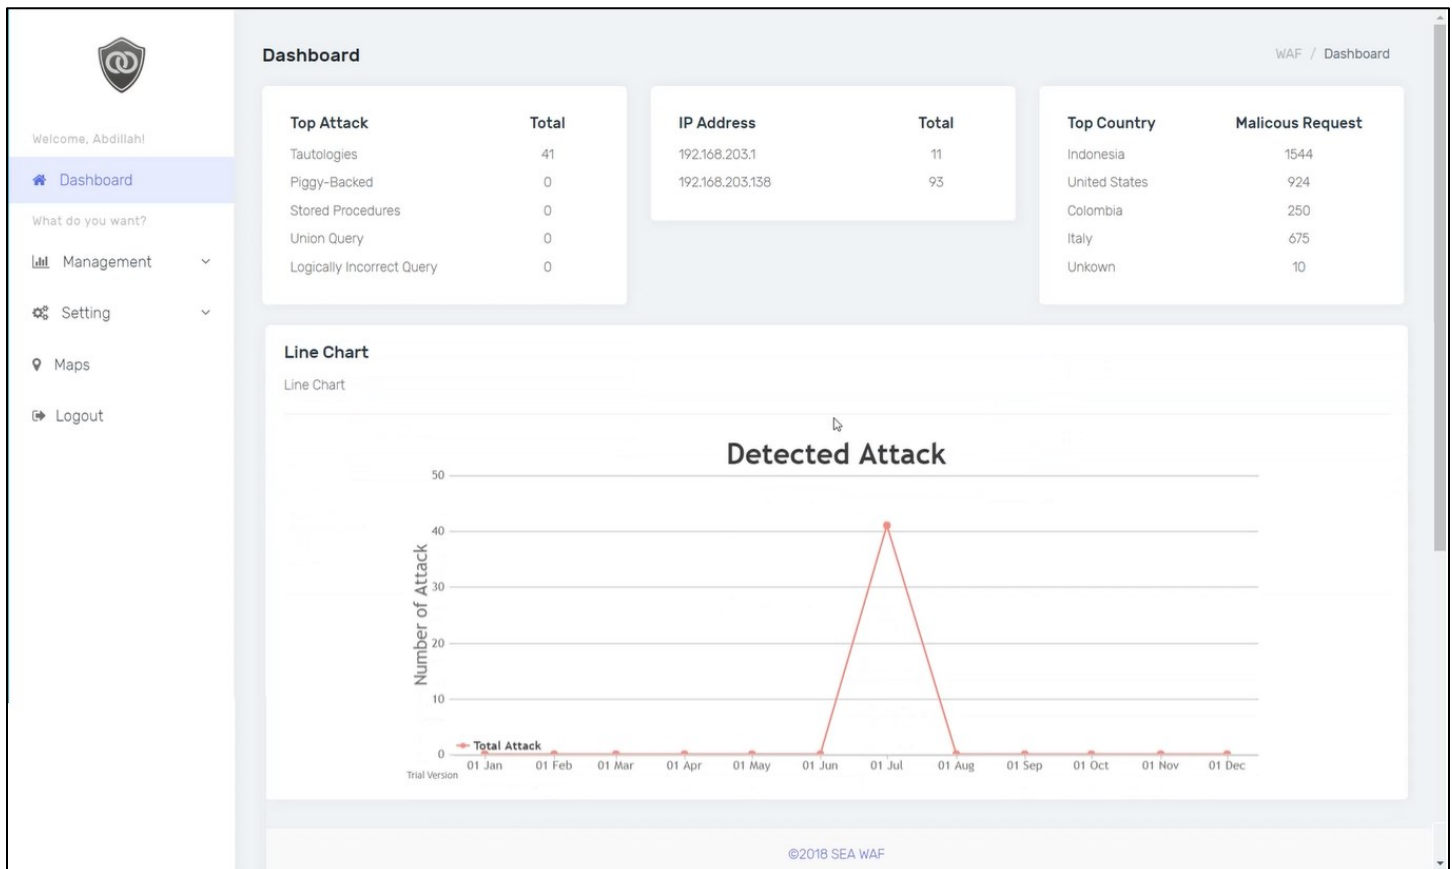 Dashboard
WAF / Dashboard
Welcome, Abdillah!
Dashboard
What do you want?
Management
Setting
Maps
Logout
Top Attack Total
Tautologies 41
Piggy-Backed 0
Stored Procedures 0
Union Query 0
Logically Incorrect Query 0
IP Address Total
192.168.203.1 11
192.168.203.138 93
Top Country Malicous Request
Indonesia 1544
United States 924
Colombia 250
Italy 675
Unkown 10
Line Chart
Line Chart
Detected Attack
Number of Attack
50
40
30
20
10
0
Total Attack
Trial Version
01 Jan 01 Feb 01 Mar 01 Apr 01 May 01 Jun 01 Jul 01 Aug 01 Sep 01 Oct 01 Nov 01 Dec
©2018 SEA WAF